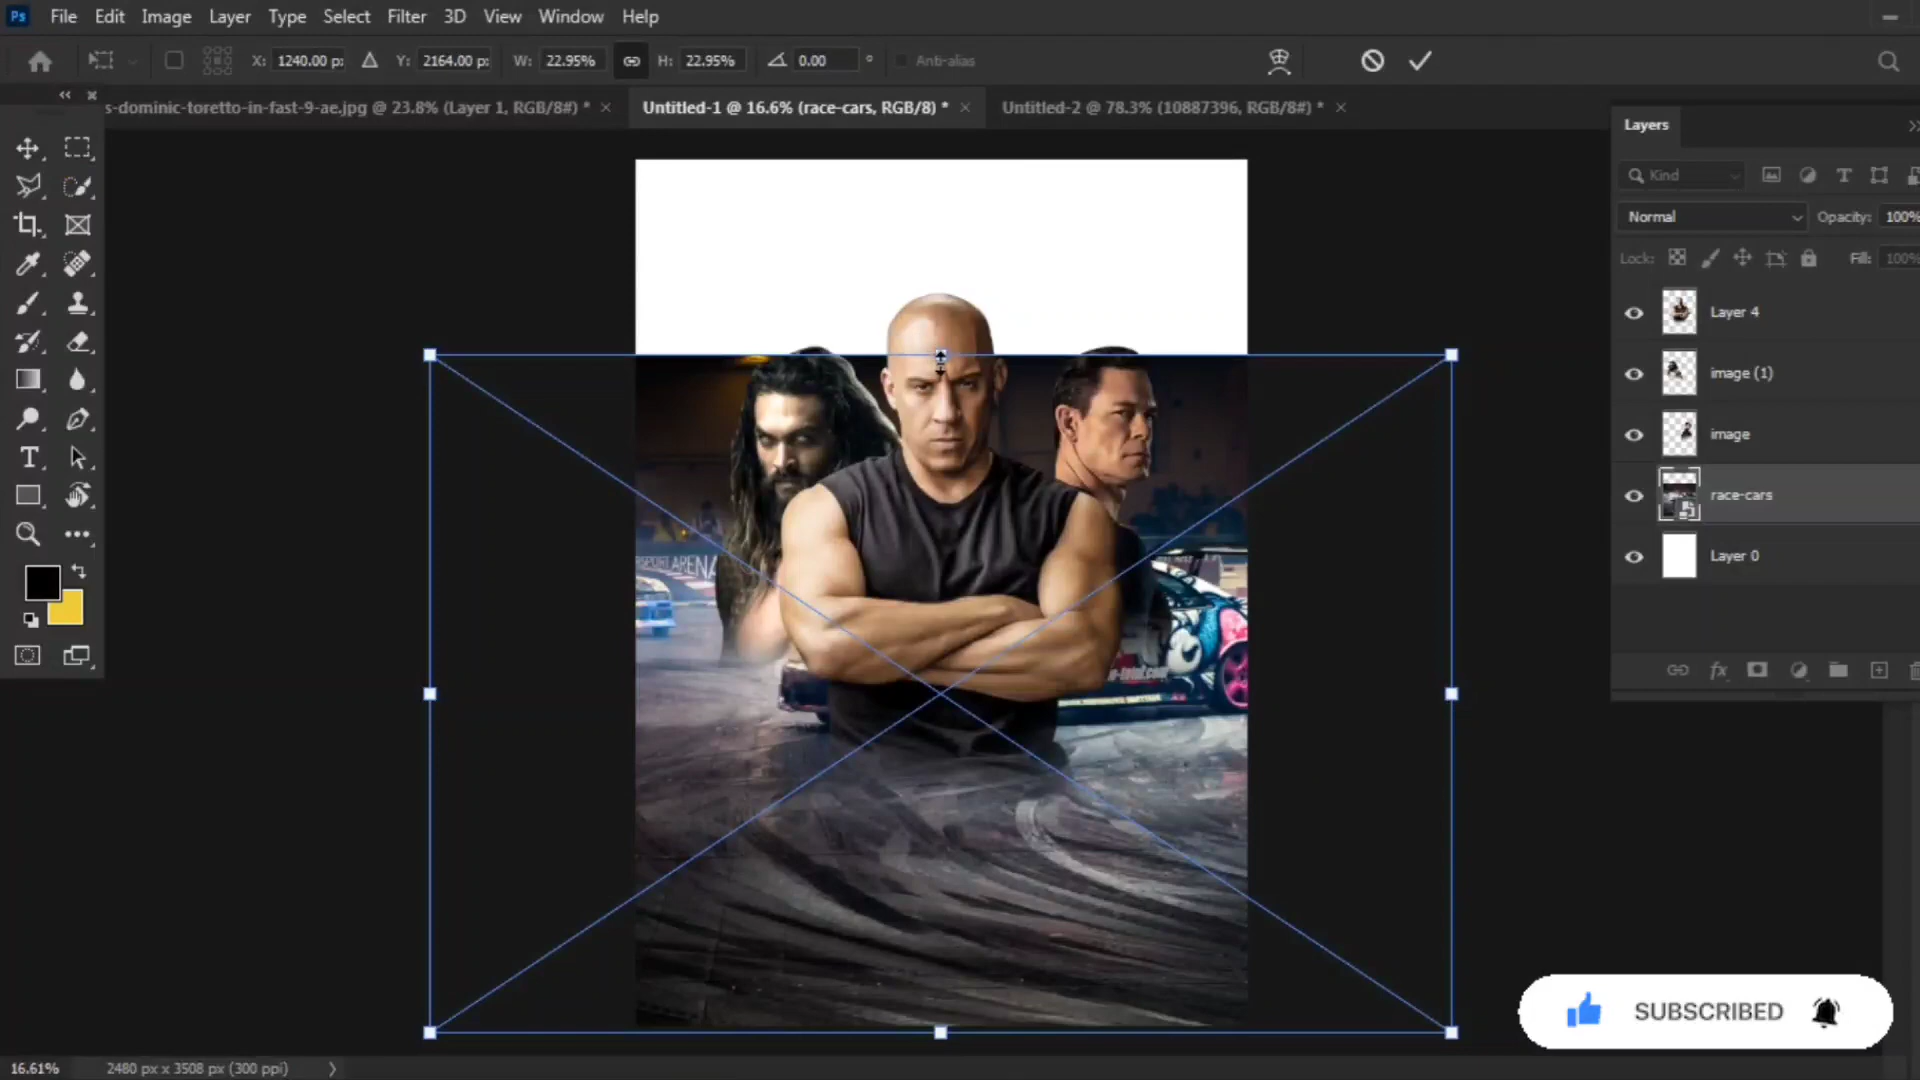 Ps File Edit Image Layer Type Select Filter 3D View Window Help
X: 1240.00 p: Y: 2164.00 p: W: 22.95% H: 22.95% 0.00 ° Anti-alias
s-dominic-toretto-in-fast-9-ae.jpg @ 23.8% (Layer 1, RGB/8#) * × Untitled-1 @ 16.6% (race-cars, RGB/8) * × Untitled-2 @ 78.3% (10887396, RGB/8#) * ×
Layers
Kind
Normal Opacity: 100%
Lock: Fill: 100%
Layer 4
image (1)
image
race-cars
Layer 0
fx
RSPORT ARENA
SUBSCRIBED
16.61% 2480 px x 3508 px (300 ppi)